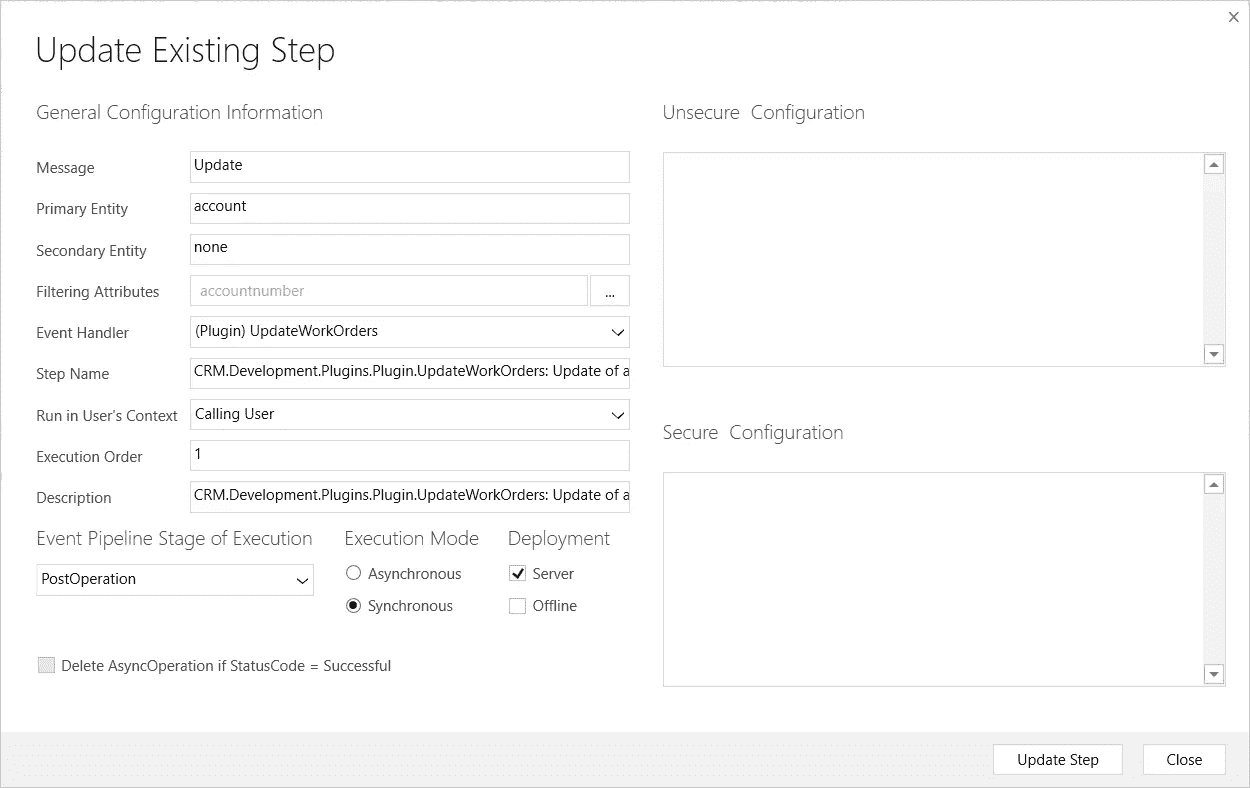 Update Existing Step
General Configuration Information
Message
Update
Primary Entity
account
Secondary Entity
none
Filtering Attributes
accountnumber
...
Event Handler
(Plugin) UpdateWorkOrders
Step Name
CRM.Development.Plugins.Plugin.UpdateWorkOrders: Update of a
Run in User's Context
Calling User
Execution Order
1
Description
CRM.Development.Plugins.Plugin.UpdateWorkOrders: Update of a
Event Pipeline Stage of Execution
PostOperation
Execution Mode
Asynchronous
Synchronous
Deployment
Server
Offline
Delete AsyncOperation if StatusCode = Successful
Unsecure Configuration
Secure Configuration
Update Step
Close